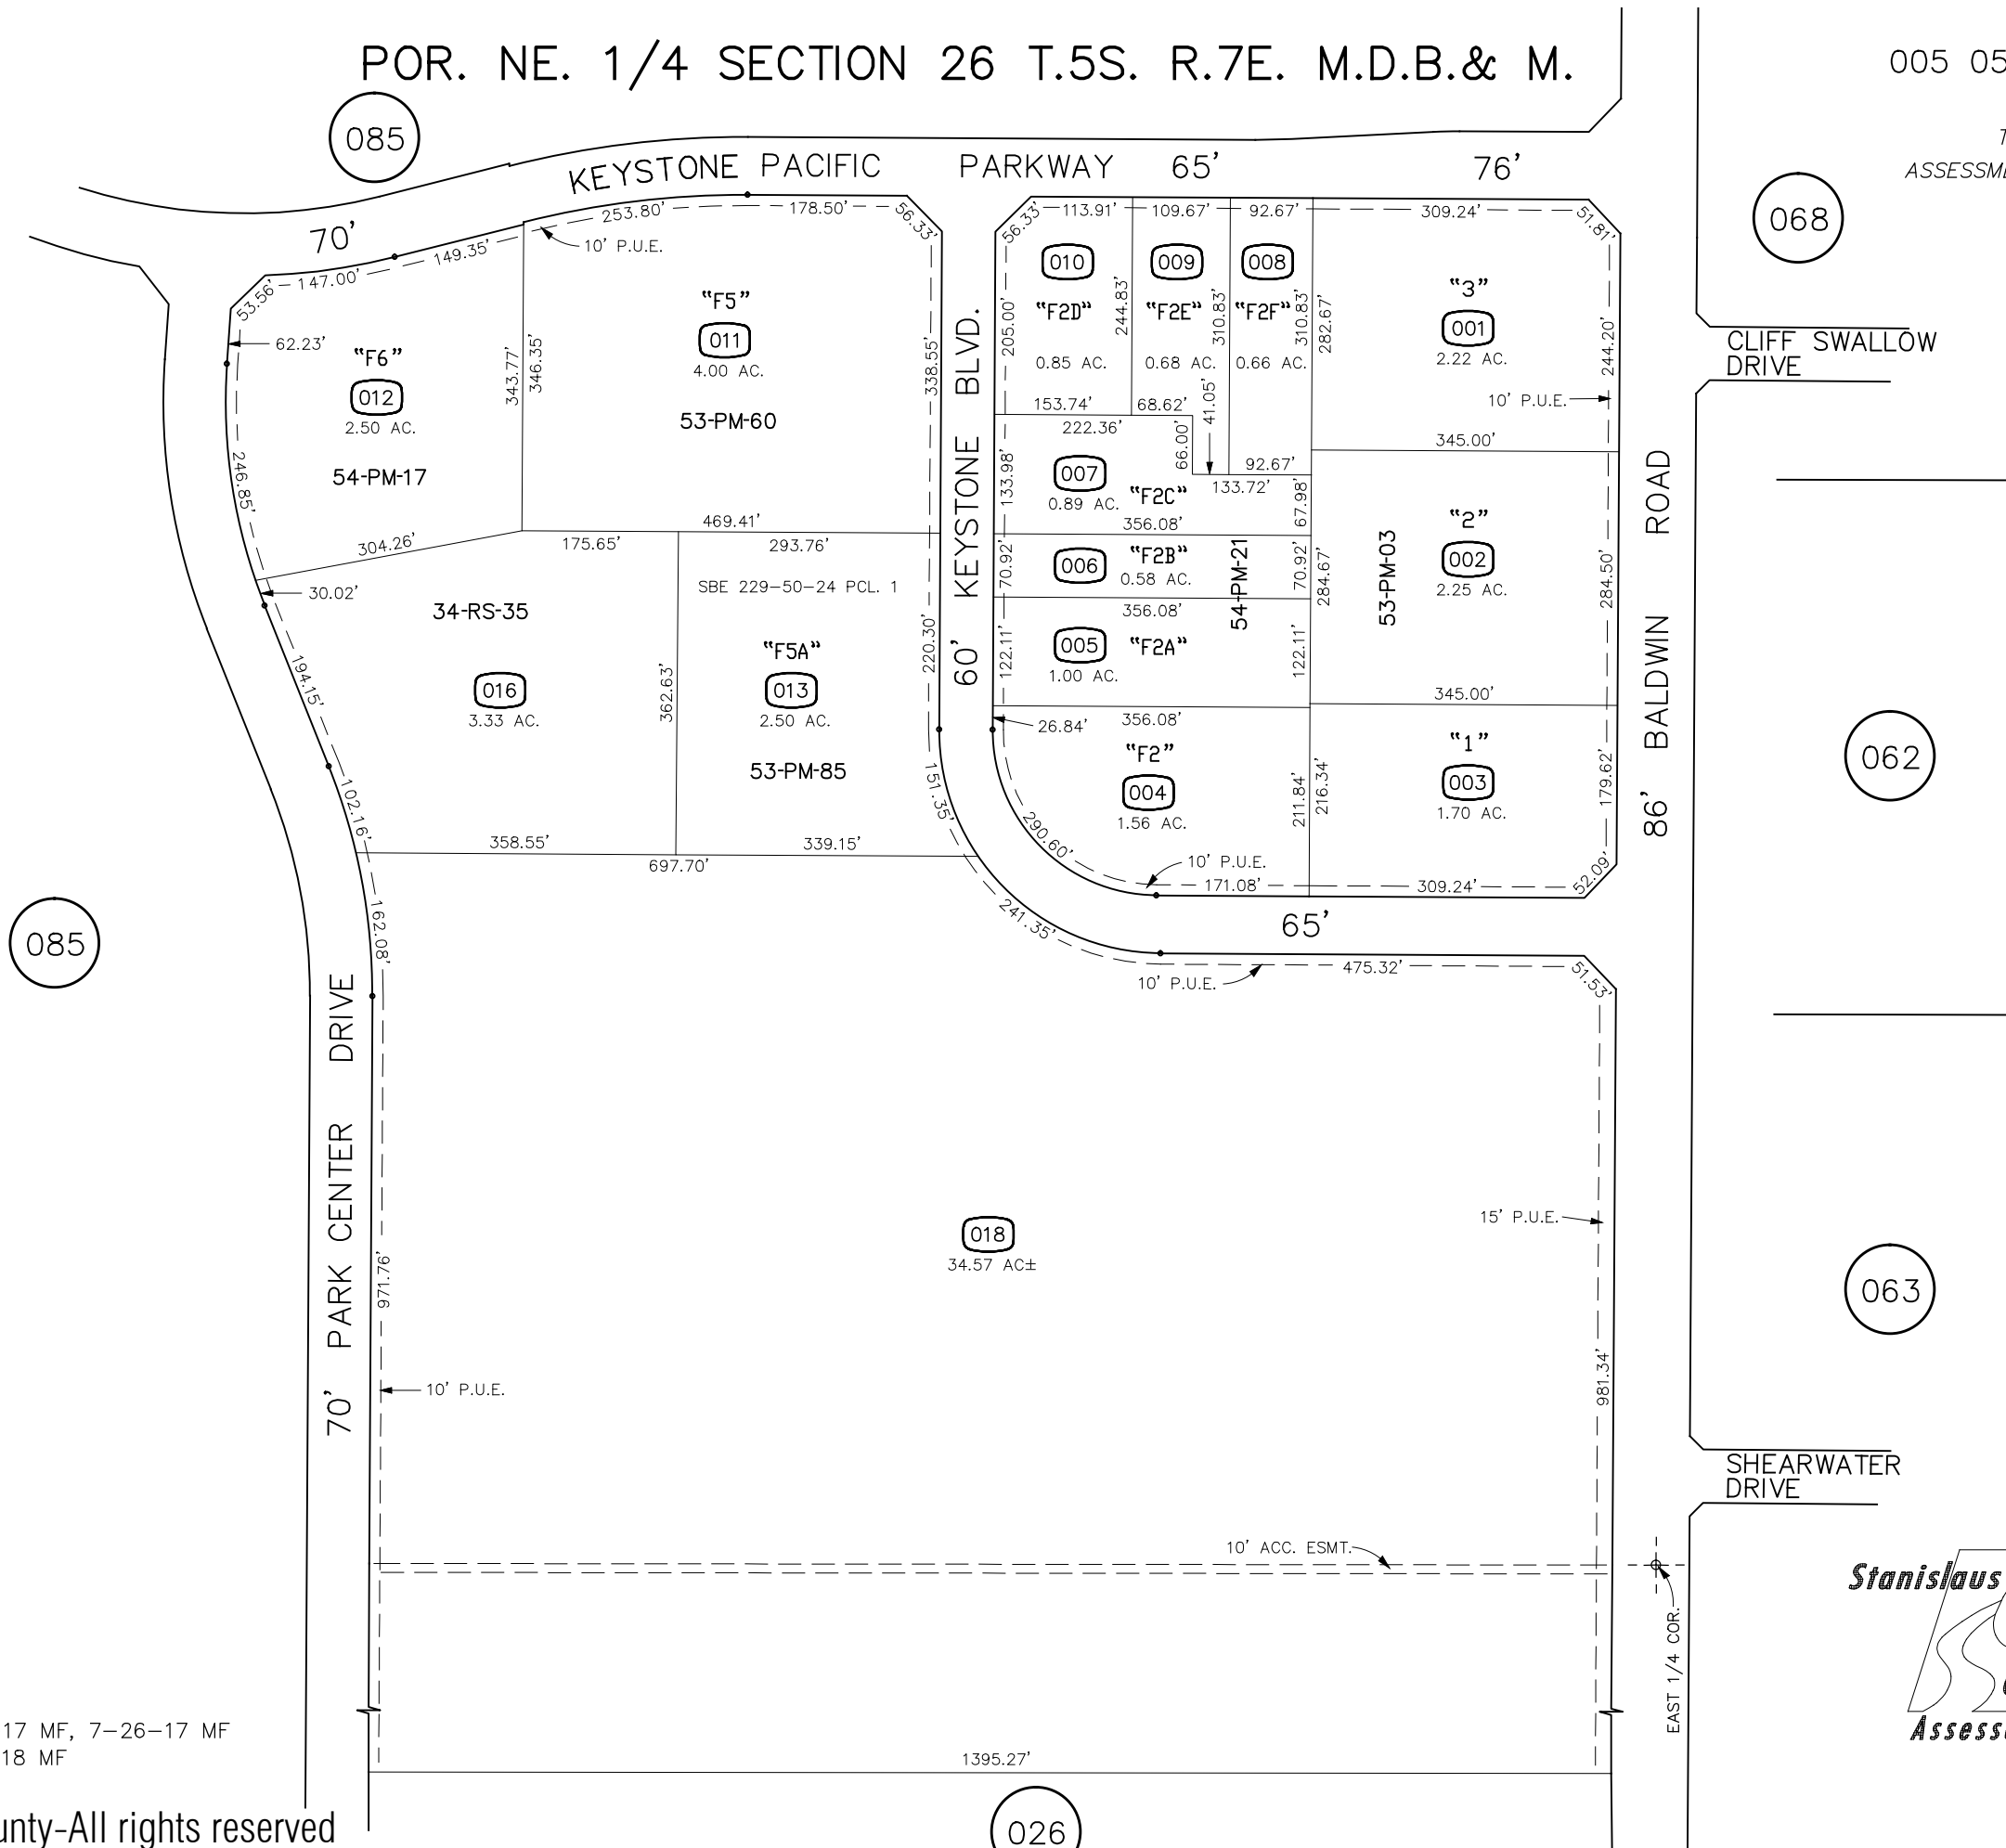 POR. NE. 1/4 SECTION 26 T.5S. R.7E. M.D.B.& M.
005 05
085
KEYSTONE PACIFIC PARKWAY 65' 76'
ASSESSM
068
70'
53.56'
147.00'
149.35'
253.80'
178.50'
56.33'
10' P.U.E.
62.23'
"F6"
012
2.50 AC.
54-PM-17
343.77'
346.35'
"F5"
011
4.00 AC.
53-PM-60
338.55'
246.85'
304.26'
469.41'
175.65'
293.76'
30.02'
34-RS-35
SBE 229-50-24 PCL. 1
"F5A"
016
3.33 AC.
013
2.50 AC.
53-PM-85
362.63'
220.30'
194.15'
102.16'
151.35'
358.55'
339.15'
697.70'
162.08'
60' KEYSTONE BLVD.
56.33'
113.91'
109.67'
92.67'
309.24'
51.81'
010
"F2D"
0.85 AC.
205.00'
244.83'
009
"F2E"
0.68 AC.
310.83'
008
"F2F"
0.66 AC.
310.83'
282.67'
"3"
001
2.22 AC.
244.20'
10' P.U.E.
345.00'
153.74'
68.62'
41.05'
222.36'
66.00'
92.67'
133.72'
133.98'
007
0.89 AC.
"F2C"
67.98'
356.08'
70.92'
006
"F2B"
0.58 AC.
70.92'
54-PM-21
284.67'
356.08'
122.11'
005
"F2A"
1.00 AC.
122.11'
53-PM-03
"2"
002
2.25 AC.
284.50'
345.00'
26.84'
356.08'
"F2"
004
1.56 AC.
211.84'
216.34'
290.60'
10' P.U.E.
171.08'
"1"
003
1.70 AC.
179.62'
309.24'
52.09'
65'
241.35'
10' P.U.E.
475.32'
51.53'
86' BALDWIN ROAD
CLIFF SWALLOW
DRIVE
062
085
063
70' PARK CENTER DRIVE
971.76'
10' P.U.E.
018
34.57 AC±
15' P.U.E.
981.34'
SHEARWATER
DRIVE
10' ACC. ESMT.
EAST 1/4 COR.
Stanislaus
Assess
1395.27'
17 MF, 7-26-17 MF
18 MF
unty-All rights reserved
026